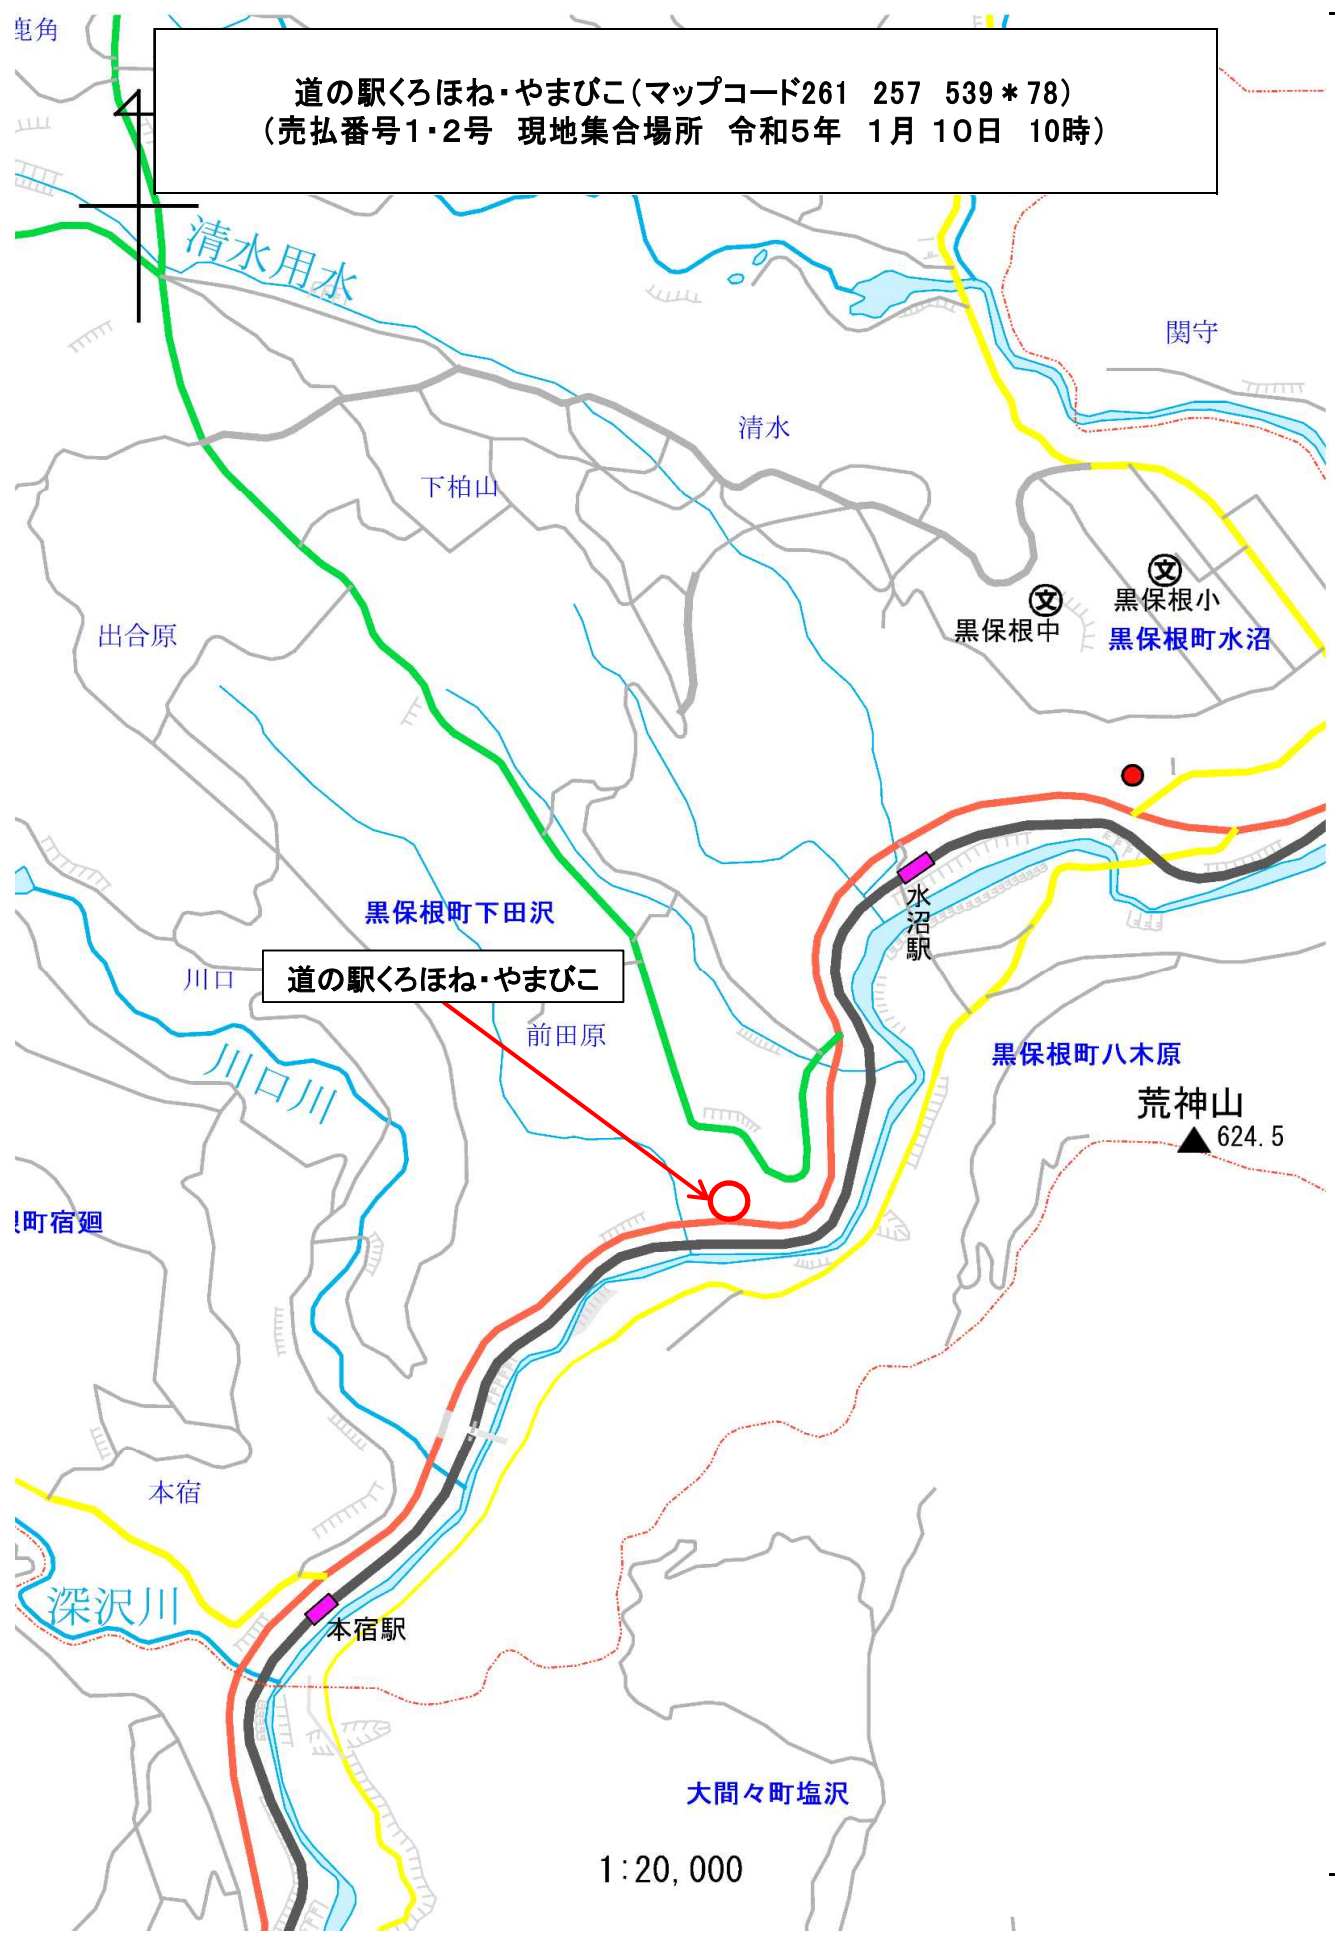 鹿角
道の駅くろほね・やまびこ（マップコード261　257　539＊78）
（売払番号１・２号　現地集合場所　令和５年　１月 １０日　10時）
清水用水
関守
清水
下柏山
文
文
黒保根小
黒保根中
黒保根町水沼
出合原
黒保根町下田沢
水沼駅
川口
道の駅くろほね・やまびこ
前田原
川口川
黒保根町八木原
荒神山
624.5
町宿廻
本宿
深沢川
本宿駅
大間々町塩沢
1:20,000